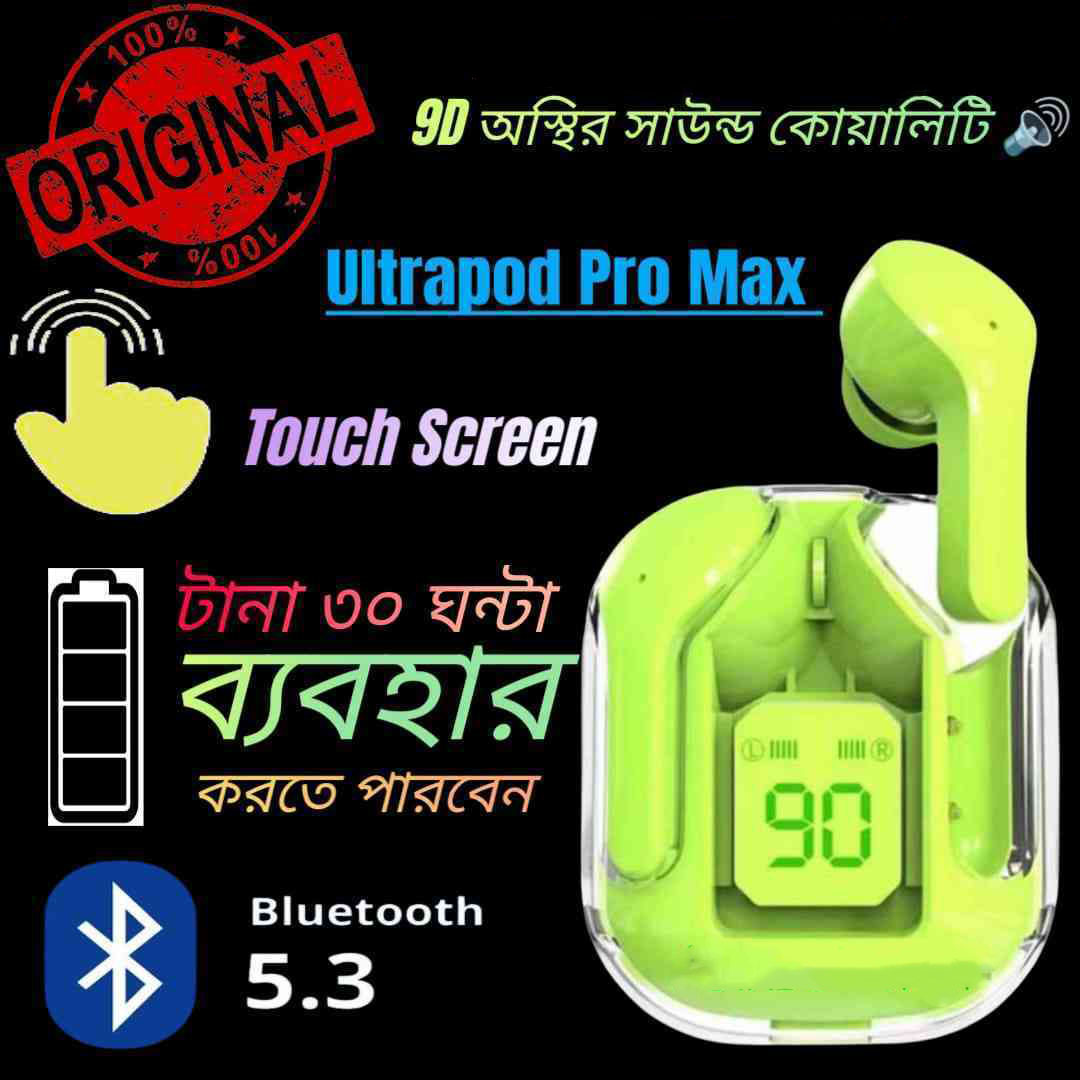 100%
ORIGINAL
100%
9D অস্থির সাউন্ড কোয়ালিটি 🔊
Ultrapod Pro Max
Touch Screen
টানা ৩০ ঘন্টা
ব্যবহার
করতে পারবেন
L R
90
Bluetooth
5.3